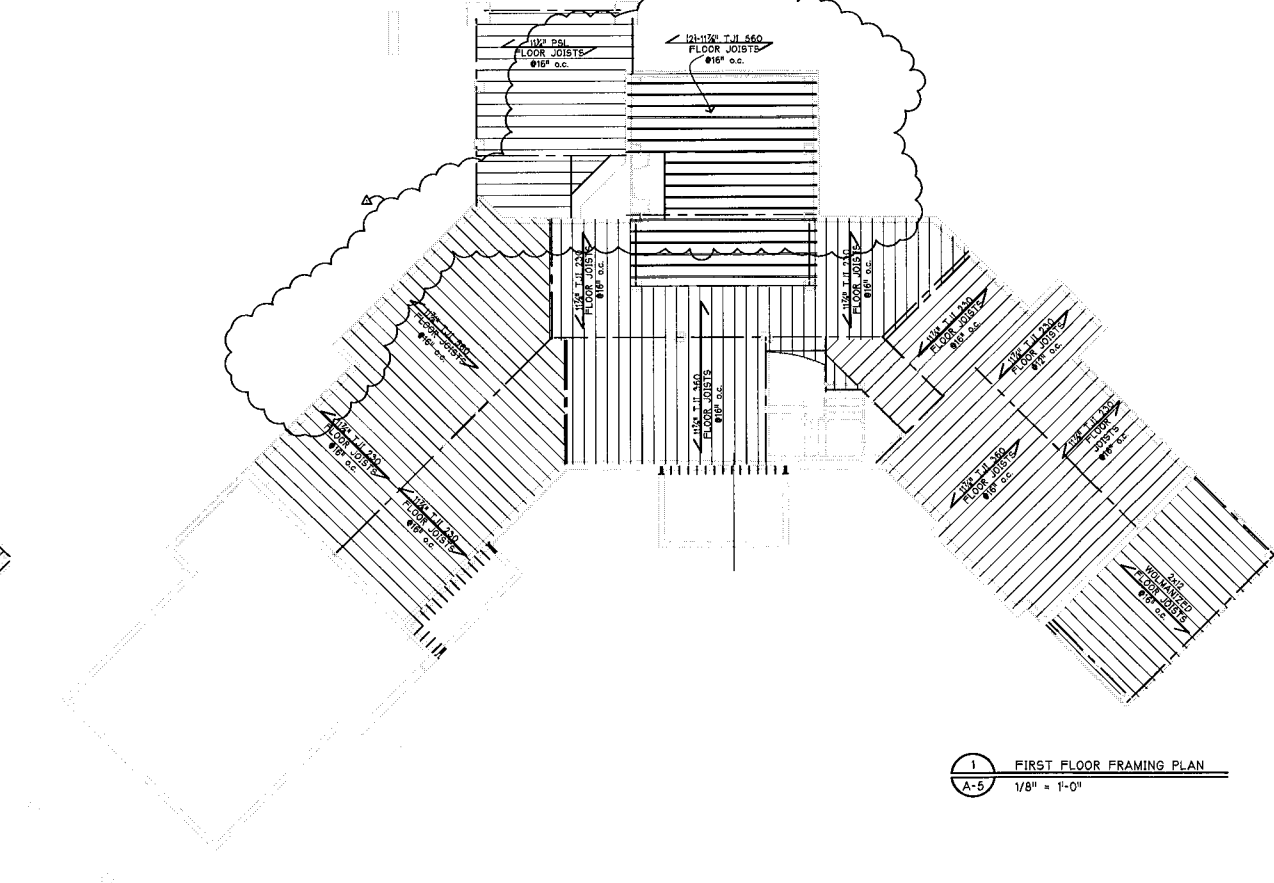 11⅞" PSL
FLOOR JOISTS
@16" o.c.
(2)-11⅞" TJI 560
FLOOR JOISTS
@16" o.c.
11⅞" TJI 230
FLOOR JOISTS
@16" o.c.
11⅞" TJI 230
FLOOR JOISTS
@16" o.c.
11⅞" TJI 360
FLOOR JOISTS
@16" o.c.
11⅞" TJI 230
FLOOR JOISTS
@16" o.c.
11⅞" TJI 230
FLOOR JOISTS
@12" o.c.
11⅞" TJI 360
FLOOR JOISTS
@16" o.c.
11⅞" TJI 230
FLOOR JOISTS
@16" o.c.
11⅞" TJI 230
FLOOR
JOISTS
@16" o.c.
11⅞" TJI 360
FLOOR JOISTS
@16" o.c.
11⅞" TJI 230
FLOOR JOISTS
@16" o.c.
2x12
WOLMANIZED
FLOOR JOISTS
@16" o.c.
1
A-5
FIRST FLOOR FRAMING PLAN
1/8" = 1'-0"